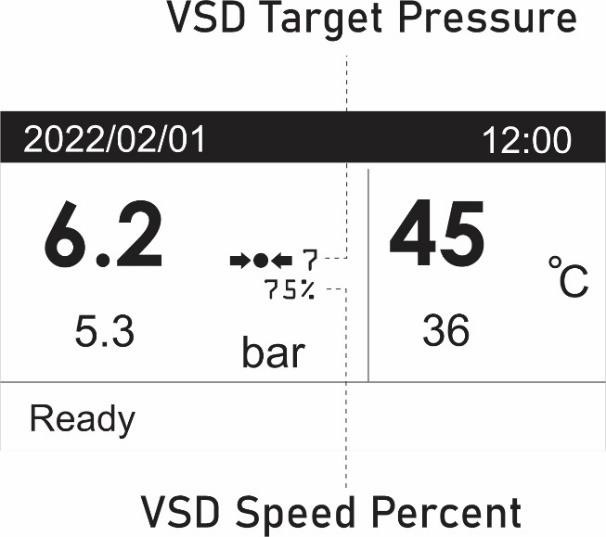 VSD Target Pressure
2022/02/01 12:00
6.2 7 45
75% °C
5.3 bar 36
Ready
VSD Speed Percent